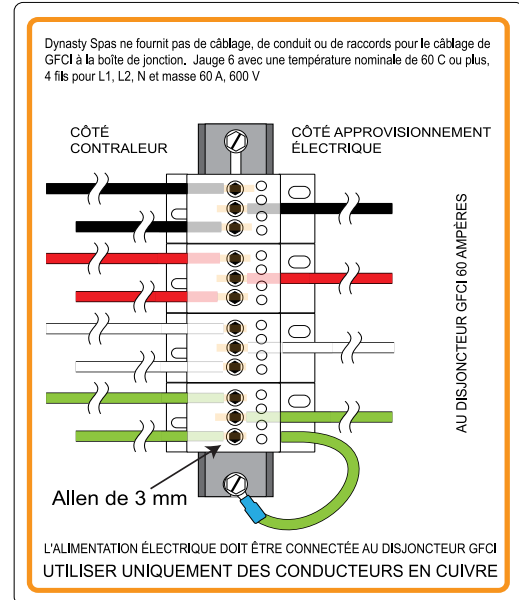 Dynasty Spas ne fournit pas de câblage, de conduit ou de raccords pour le câblage de
GFCI à la boîte de jonction. Jauge 6 avec une température nominale de 60 C ou plus,
4 fils pour L1, L2, N et masse 60 A, 600 V
CÔTÉ
CONTRALEUR
CÔTÉ APPROVISIONNEMENT
ÉLECTRIQUE
AU DISJONCTEUR GFCI 60 AMPÈRES
Allen de 3 mm
L'ALIMENTATION ÉLECTRIQUE DOIT ÊTRE CONNECTÉE AU DISJONCTEUR GFCI
UTILISER UNIQUEMENT DES CONDUCTEURS EN CUIVRE